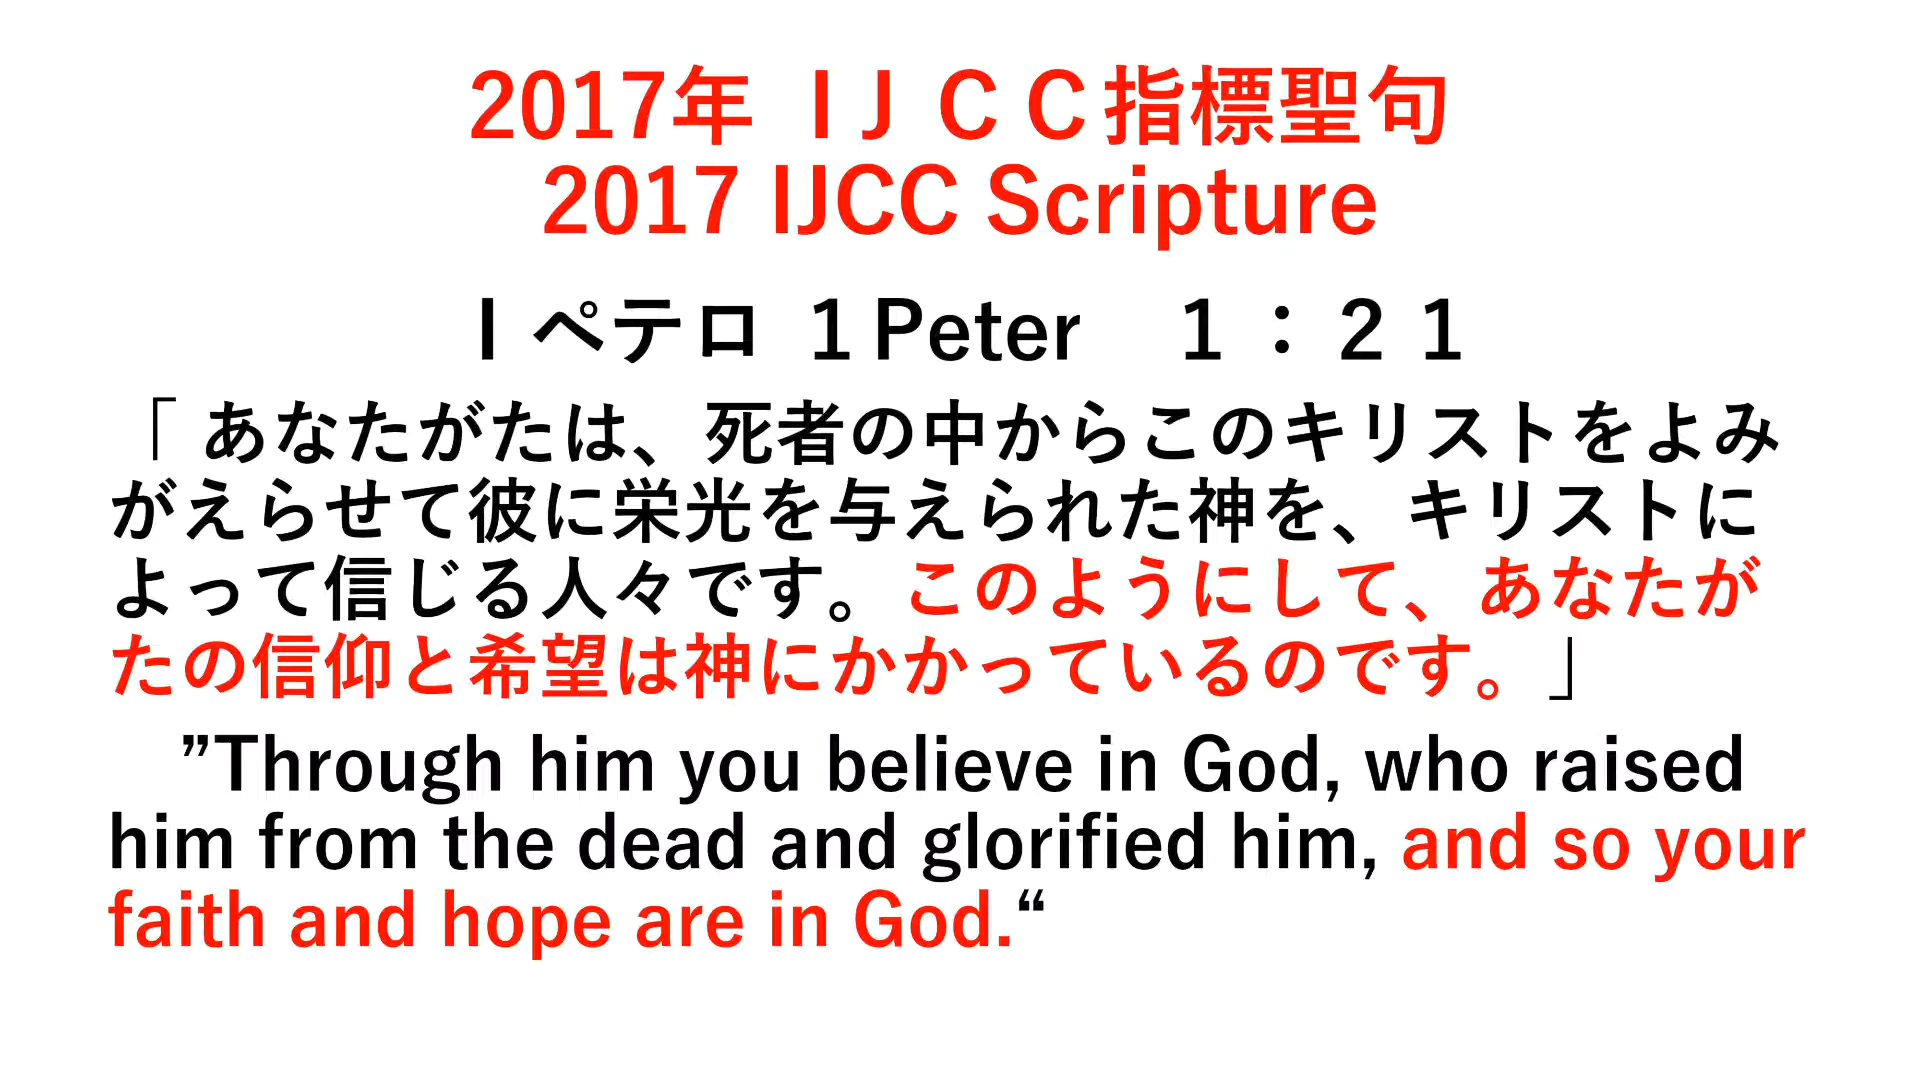 2017年 ＩＪＣＣ指標聖句
2017 IJCC Scripture
Ｉペテロ １Peter　１：２１
「 あなたがたは、死者の中からこのキリストをよみ
がえらせて彼に栄光を与えられた神を、キリストに
よって信じる人々です。このようにして、あなたが
たの信仰と希望は神にかかっているのです。」
”Through him you believe in God, who raised
him from the dead and glorified him, and so your
faith and hope are in God.“